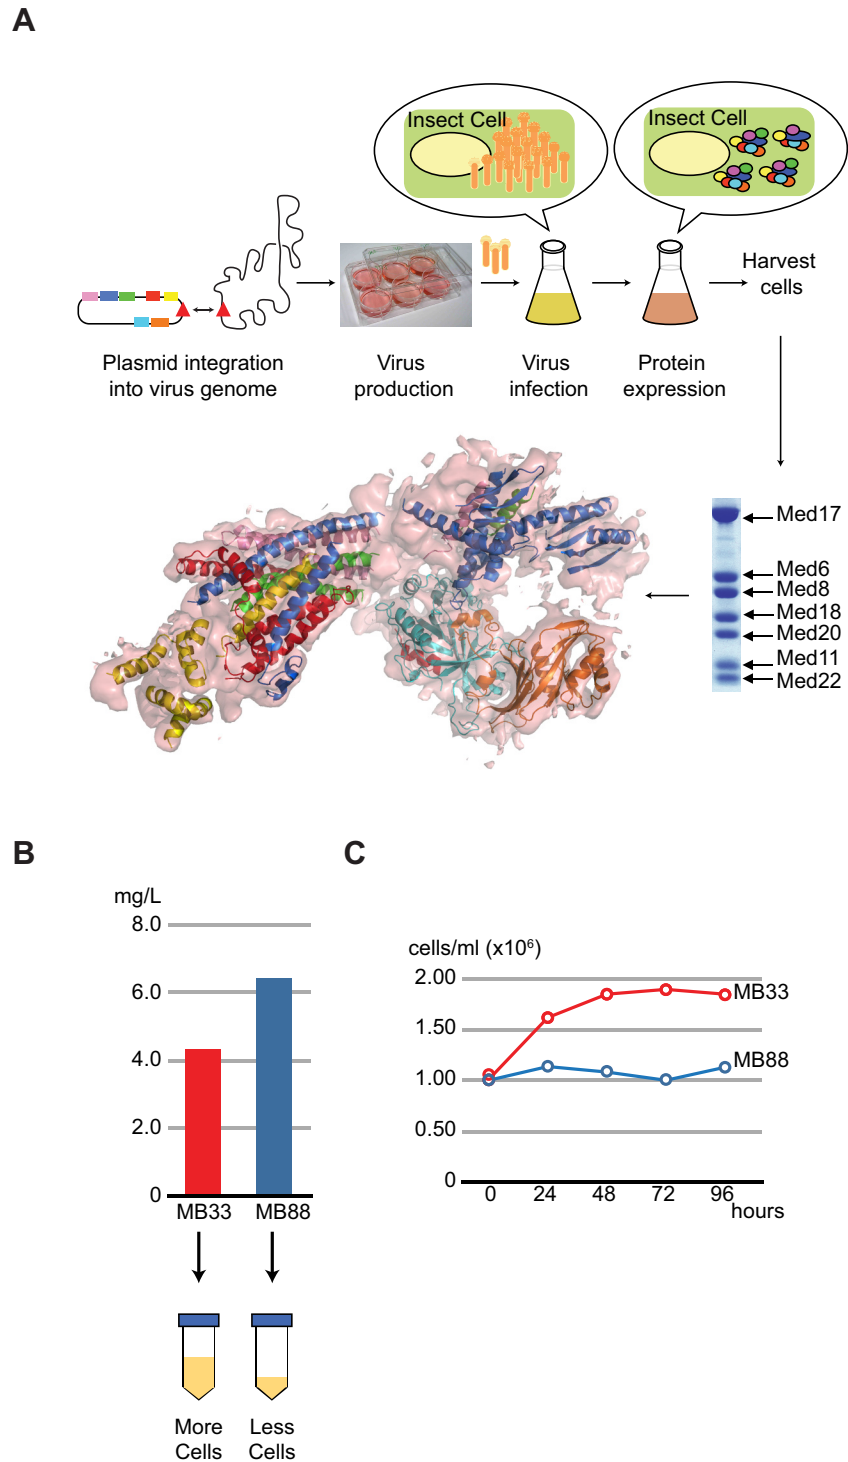 A
Insect Cell
Insect Cell
Harvest
cells
Plasmid integration
into virus genome
Virus
production
Virus
infection
Protein
expression
Med17
Med6
Med8
Med18
Med20
Med11
Med22
B
mg/L
8.0
6.0
4.0
2.0
0
MB33
MB88
More
Cells
Less
Cells
C
cells/ml (x10⁶)
2.00
1.50
1.00
0.50
0
MB33
MB88
0 24 48 72 96
hours